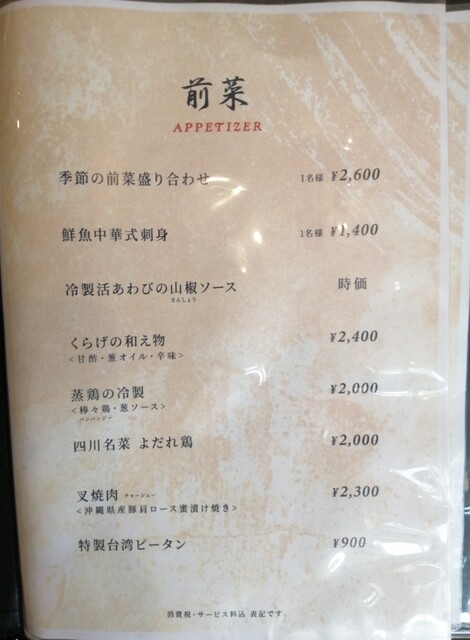 前菜
APPETIZER
季節の前菜盛り合わせ 1名様 ¥2,600
鮮魚中華式刺身 1名様 ¥1,400
冷製活あわびの山椒ソース 時価
さんしょう
くらげの和え物 ¥2,400
<甘酢・葱オイル・辛味>
蒸鶏の冷製 ¥2,000
<棒々鶏・葱ソース>
バンバンジー
四川名菜 よだれ鶏 ¥2,000
叉焼肉 チャーシュー ¥2,300
<沖縄県産豚肩ロース蜜漬け焼き>
特製台湾ピータン ¥900
消費税・サービス料込 表記です